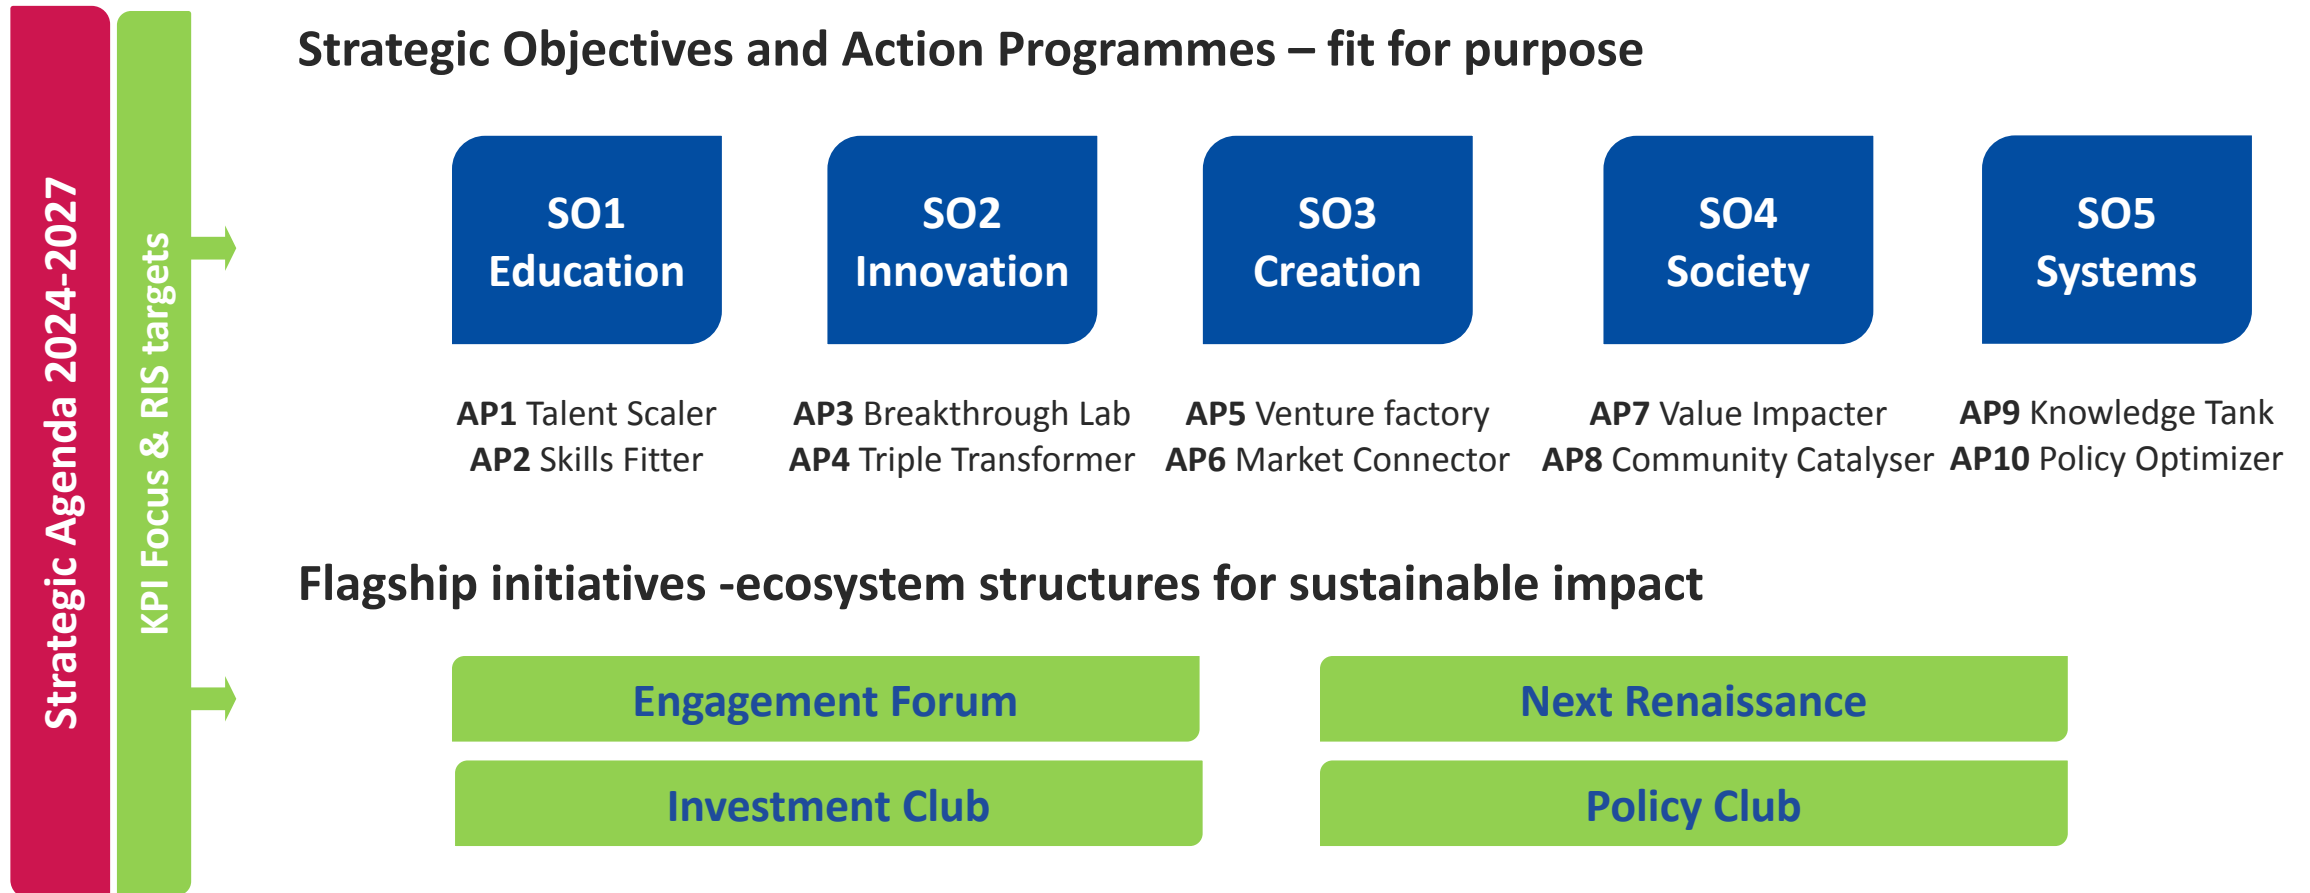 Strategic Agenda 2024-2027
KPI Focus & RIS targets
Strategic Objectives and Action Programmes – fit for purpose
SO1
Education
SO2
Innovation
SO3
Creation
SO4
Society
SO5
Systems
AP1 Talent Scaler
AP2 Skills Fitter
AP3 Breakthrough Lab
AP4 Triple Transformer
AP5 Venture factory
AP6 Market Connector
AP7 Value Impacter
AP8 Community Catalyser
AP9 Knowledge Tank
AP10 Policy Optimizer
Flagship initiatives -ecosystem structures for sustainable impact
Engagement Forum
Next Renaissance
Investment Club
Policy Club